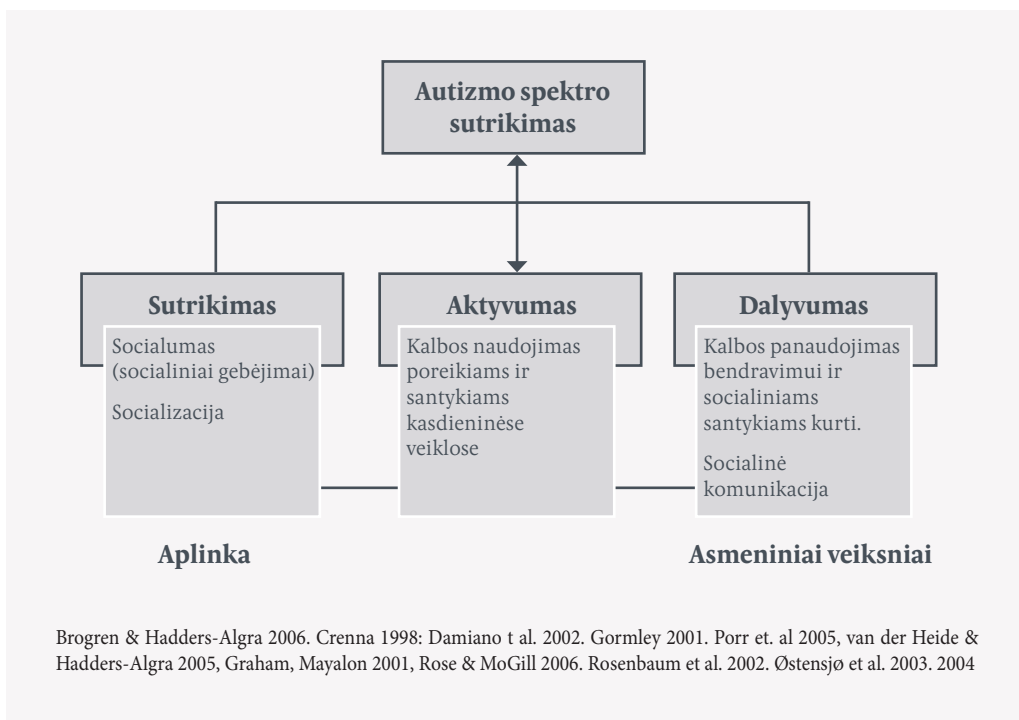 Autizmo spektro
sutrikimas
Sutrikimas
Socialumas
(socialiniai gebėjimai)
Socializacija
Aktyvumas
Kalbos naudojimas
poreikiams ir
santykiams
kasdieninėse
veiklose
Dalyvumas
Kalbos panaudojimas
bendravimui ir
socialiniams
santykiams kurti.
Socialinė
komunikacija
Aplinka
Asmeniniai veiksniai
Brogren & Hadders-Algra 2006. Crenna 1998: Damiano t al. 2002. Gormley 2001. Porr et. al 2005, van der Heide &
Hadders-Algra 2005, Graham, Mayalon 2001, Rose & MoGill 2006. Rosenbaum et al. 2002. Østensjø et al. 2003. 2004